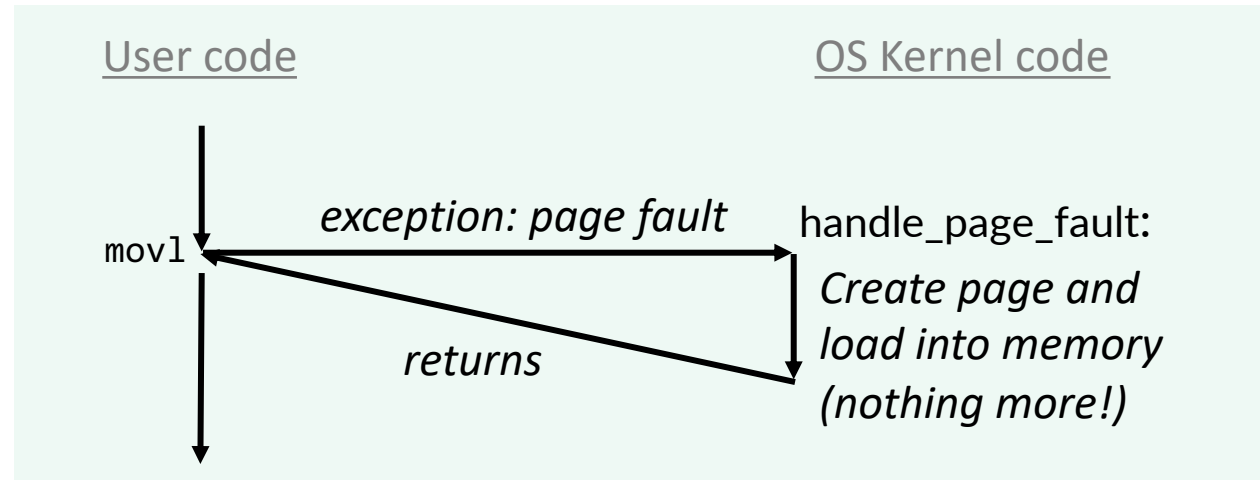 User code
OS Kernel code
exception: page fault
handle_page_fault:
movl
Create page and
load into memory
returns
(nothing more!)